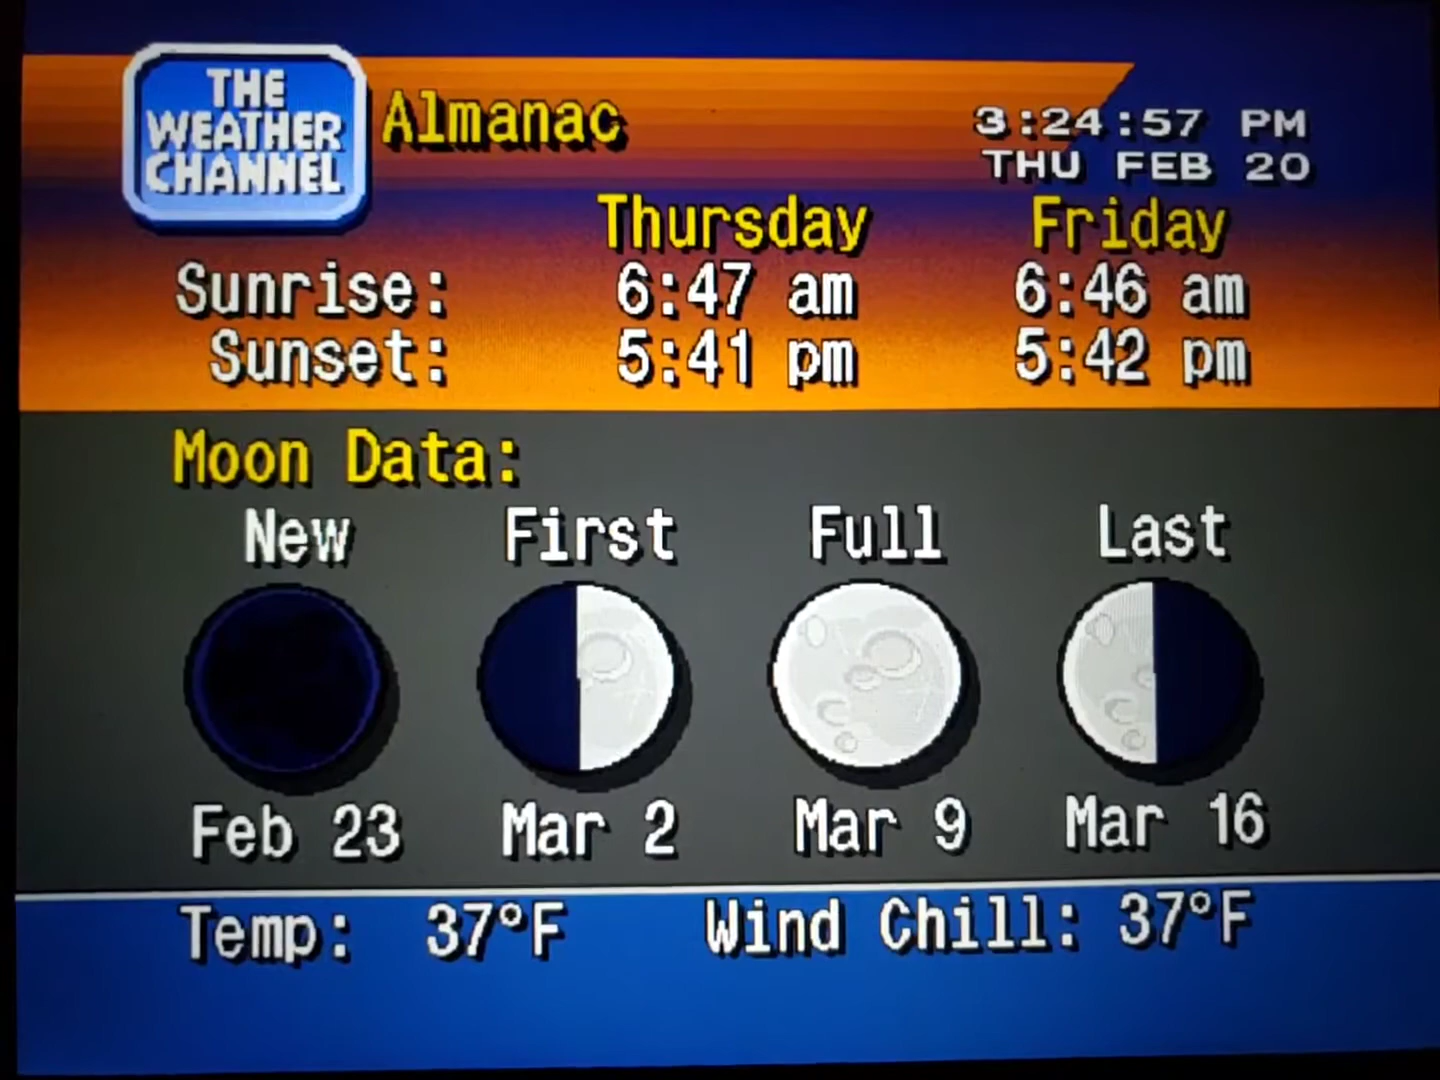 THE
WEATHER
CHANNEL
Almanac
3:24:57 PM
THU FEB 20
Thursday Friday
Sunrise: 6:47 am 6:46 am
Sunset: 5:41 pm 5:42 pm
Moon Data:
New First Full Last
Feb 23 Mar 2 Mar 9 Mar 16
Temp: 37°F Wind Chill: 37°F